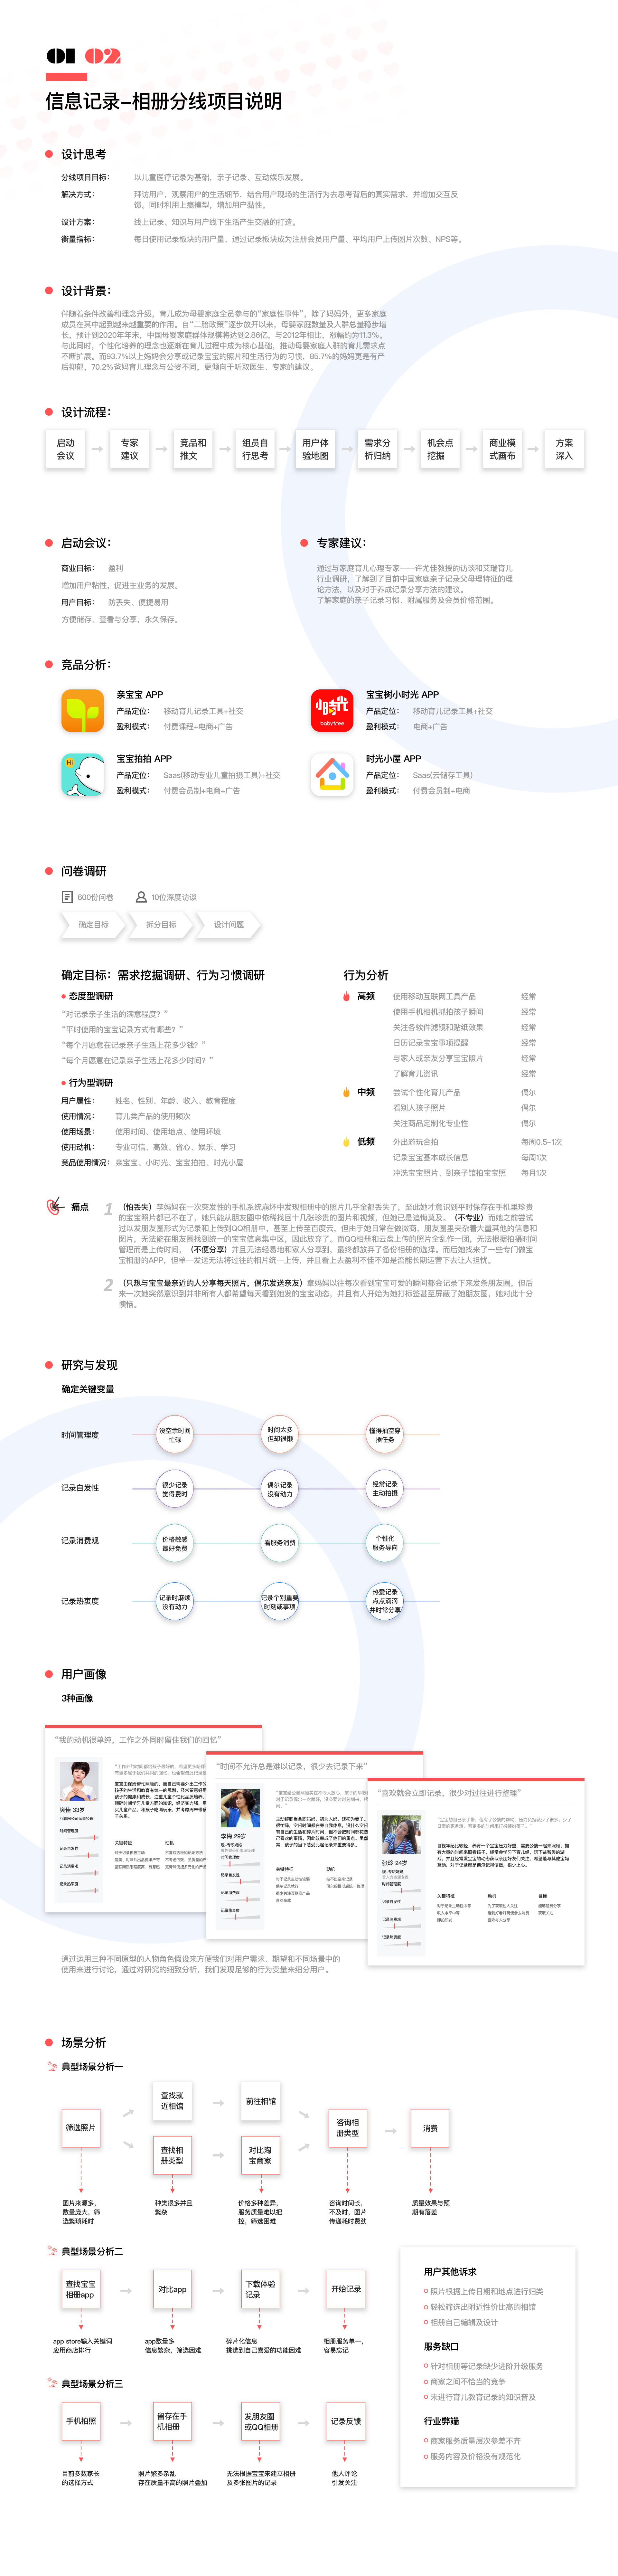 01 02
信息记录-相册分线项目说明
设计思考
分线项目目标： 以儿童医疗记录为基础，亲子记录、互动娱乐发展。
解决方式： 拜访用户，观察用户的生活细节，结合用户现场的生活行为去思考背后的真实需求，并增加交互反
馈。同时利用上瘾模型，增加用户黏性。
设计方案： 线上记录、知识与用户线下生活产生交融的打造。
衡量指标： 每日使用记录板块的用户量、通过记录板块成为注册会员用户量、平均用户上传图片次数、NPS等。
设计背景：
伴随着条件改善和理念升级，育儿成为母婴家庭全员参与的“家庭性事件”，除了妈妈外，更多家庭
成员在其中起到越来越重要的作用。自“二胎政策”逐步放开以来，母婴家庭数量及人群总量稳步增
长，预计到2020年年末，中国母婴家庭群体规模将达到2.86亿，与2012年相比，涨幅约为11.3%。
与此同时，个性化培养的理念也逐渐在育儿过程中成为核心基础，推动母婴家庭人群的育儿需求点
不断扩展。而93.7%以上妈妈会分享或记录宝宝的照片和生活行为的习惯，85.7%的妈妈更是有产
后抑郁，70.2%爸妈育儿理念与公婆不同，更倾向于听取医生、专家的建议。
设计流程：
启动
会议
专家
建议
竞品和
推文
组员自
行思考
用户体
验地图
需求分
析归纳
机会点
挖掘
商业模
式画布
方案
深入
启动会议：
商业目标： 盈利
增加用户粘性，促进主业务的发展。
用户目标： 防丢失、便捷易用
方便储存、查看与分享，永久保存。
专家建议：
通过与家庭育儿心理专家——许尤佳教授的访谈和艾瑞育儿
行业调研，了解到了目前中国家庭亲子记录父母理特征的理
论方法，以及对于养成记录分享方法的建议。
了解家庭的亲子记录习惯、附属服务及会员价格范围。
竞品分析：
亲宝宝 APP
产品定位： 移动育儿记录工具+社交
盈利模式： 付费课程+电商+广告
小时光
babytree
宝宝树小时光 APP
产品定位： 移动育儿记录工具+社交
盈利模式： 电商+广告
Hi
宝宝拍拍 APP
产品定位： Saas(移动专业儿童拍摄工具)+社交
盈利模式： 付费会员制+电商+广告
时光小屋 APP
产品定位： Saas(云储存工具)
盈利模式： 付费会员制+电商
问卷调研
600份问卷 10位深度访谈
确定目标 拆分目标 设计问题
确定目标：需求挖掘调研、行为习惯调研
态度型调研
“对记录亲子生活的满意程度？”
“平时使用的宝宝记录方式有哪些？”
“每个月愿意在记录亲子生活上花多少钱？”
“每个月愿意在记录亲子生活上花多少时间？”
行为型调研
用户属性： 姓名、性别、年龄、收入、教育程度
使用情况： 育儿类产品的使用频次
使用场景： 使用时间、使用地点、使用环境
使用动机： 专业可信、高效、省心、娱乐、学习
竞品使用情况：亲宝宝、小时光、宝宝拍拍、时光小屋
行为分析
高频 使用移动互联网工具产品 经常
使用手机相机抓拍孩子瞬间 经常
关注各软件滤镜和贴纸效果 经常
日历记录宝宝事项提醒 经常
与家人或亲友分享宝宝照片 经常
了解育儿资讯 经常
中频 尝试个性化育儿产品 偶尔
看别人孩子照片 偶尔
关注商品定制化专业性 偶尔
低频 外出游玩合拍 每周0.5-1次
记录宝宝基本成长信息 每周1次
冲洗宝宝照片、到亲子馆拍宝宝照 每月1次
痛点
1 （怕丢失）李妈妈在一次突发性的手机系统崩坏中发现相册中的照片几乎全都丢失了，至此她才意识到平时保存在手机里珍贵
的宝宝照片都已不在了，她只能从朋友圈中依稀找回十几张珍贵的图片和视频，但她已是追悔莫及。（不专业）而她之前尝试
过以发朋友圈形式为记录和上传到QQ相册中，甚至上传至百度云，但由于她日常在做微商，朋友圈里夹杂着大量其他的信息和
图片，无法能在朋友圈找到统一的宝宝信息集中区，因此放弃了。而QQ相册和云盘上传的照片全乱作一团，无法根据拍摄时间
管理而是上传时间，（不便分享）并且无法轻易地和家人分享到，最终都放弃了备份相册的选择。而后她找来了一些专门做宝
宝相册的APP，但单一发送无法将过往的相片统一上传，并且看上去盈利不佳不知是否能长期运营下去让人担忧。
2 （只想与宝宝最亲近的人分享每天照片，偶尔发送亲友）章妈妈以往每次看到宝宝可爱的瞬间都会记录下来发条朋友圈，但后
来一次她突然意识到并非所有人都希望每天看到她发的宝宝动态，并且有人开始为她打标签甚至屏蔽了她朋友圈，她对此十分
懊恼。
研究与发现
确定关键变量
时间管理度
没空余时间
忙碌
时间太多
但却很懒
懂得抽空穿
插任务
记录自发性
很少记录
觉得费时
偶尔记录
没有动力
经常记录
主动拍摄
记录消费观
价格敏感
最好免费
看服务消费
个性化
服务导向
记录热衷度
记录时麻烦
没有动力
记录个别重要
时刻或事项
热爱记录
点点滴滴
并时常分享
用户画像
3种画像
“我的动机很单纯，工作之外同时留住我们的回忆”
樊佳 33岁
时间管理度
记录自发性
记录消费观
记录热衷度
关键特征 动机
“时间不允许总是难以记录，很少去记录下来”
李梅 29岁
时间管理度
记录自发性
记录消费观
记录热衷度
关键特征 动机
“喜欢就会立即记录，很少对过往进行整理”
张玲 24岁
时间管理度
记录自发性
记录消费观
记录热衷度
关键特征 动机 目标
通过运用三种不同原型的人物角色假设来方便我们对用户需求、期望和不同场景中的
使用来进行讨论，通过对研究的细致分析，我们发现足够的行为变量来细分用户。
场景分析
典型场景分析一
筛选照片
查找就
近相馆
前往相馆
查找相
册类型
对比淘
宝商家
咨询相
册类型
消费
图片来源多，
数量庞大，筛
选繁琐耗时
种类很多并且
繁杂
价格多种差异，
服务质量难以把
控，筛选困难
咨询时间长，
不及时，图片
传递耗时费劲
质量效果与预
期有落差
典型场景分析二
查找宝宝
相册app
对比app
下载体验
记录
开始记录
app store输入关键词
应用商店排行
app数量多
信息繁杂，筛选困难
碎片化信息
挑选到自己喜爱的功能困难
相册服务单一，
容易忘记
典型场景分析三
手机拍照
留存在手
机相册
发朋友圈
或QQ相册
记录反馈
目前多数家长
的选择方式
照片繁多杂乱
存在质量不高的照片叠加
无法根据宝宝来建立相册
及多张图片的记录
他人评论
引发关注
用户其他诉求
照片根据上传日期和地点进行归类
轻松筛选出附近性价比高的相馆
相册自己编辑及设计
服务缺口
针对相册等记录缺少进阶升级服务
商家之间不恰当的竞争
未进行育儿教育记录的知识普及
行业弊端
商家服务质量层次参差不齐
服务内容及价格没有规范化